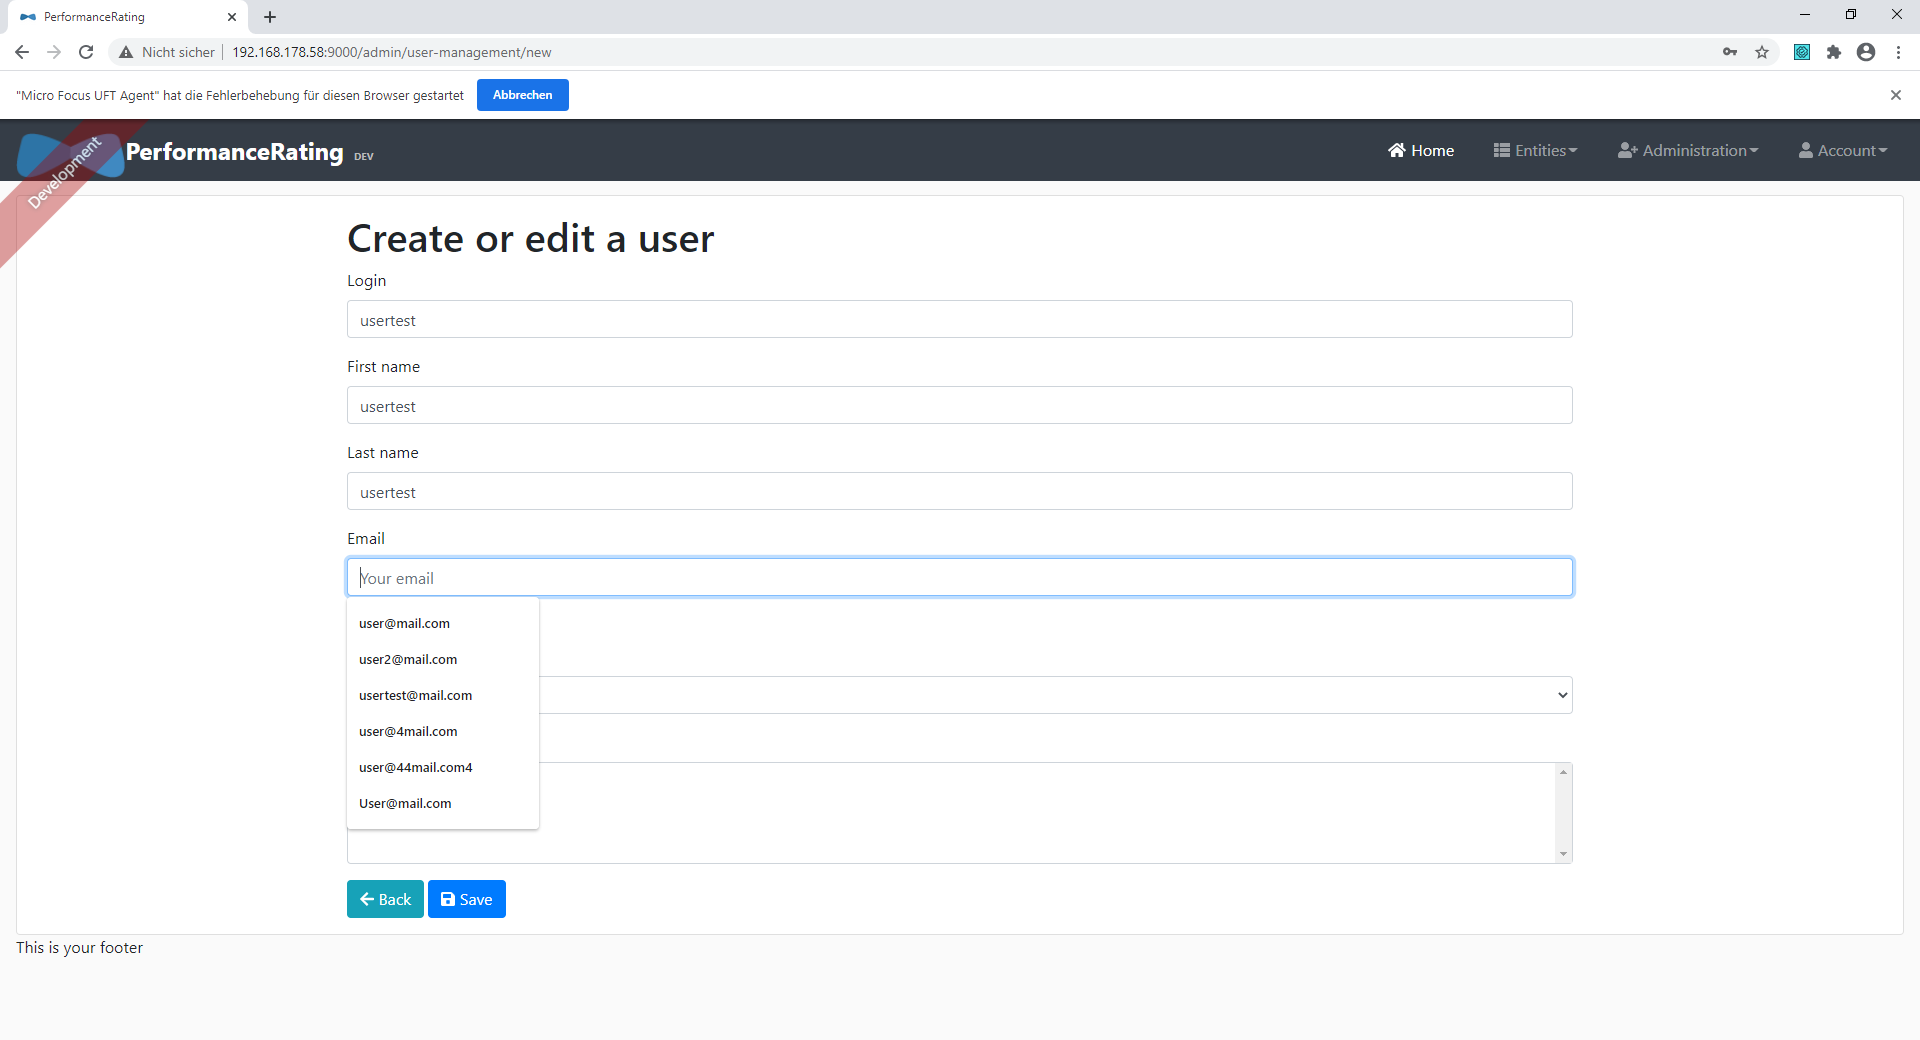 PerformanceRating
Nicht sicher
192.168.178.58:9000/admin/user-management/new
"Micro Focus UFT Agent" hat die Fehlerbehebung für diesen Browser gestartet
Abbrechen
Development
PerformanceRating DEV
Home
Entities
Administration
Account
Create or edit a user
Login
usertest
First name
usertest
Last name
usertest
Email
Your email
user@mail.com
user2@mail.com
usertest@mail.com
user@4mail.com
user@44mail.com4
User@mail.com
Back
Save
This is your footer